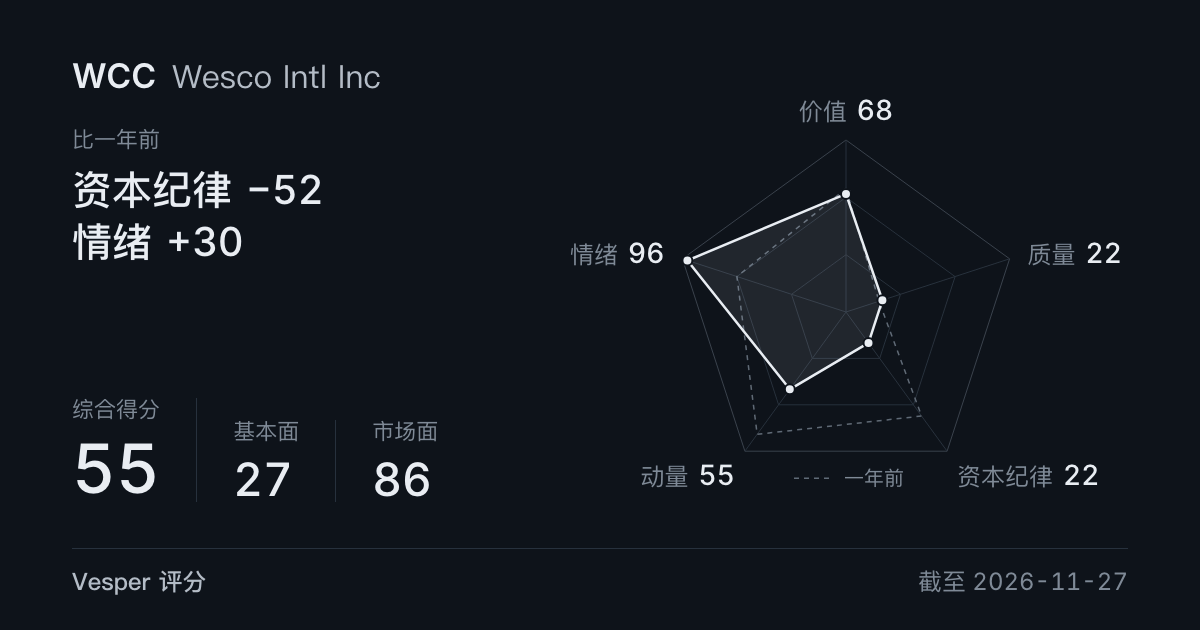 WCC Wesco Intl Inc
比一年前
资本纪律 −52
情绪 +30
价值 68
情绪 96
质量 22
动量 55
一年前
资本纪律 22
综合得分
55
基本面
27
市场面
86
Vesper 评分
截至 2026-11-27